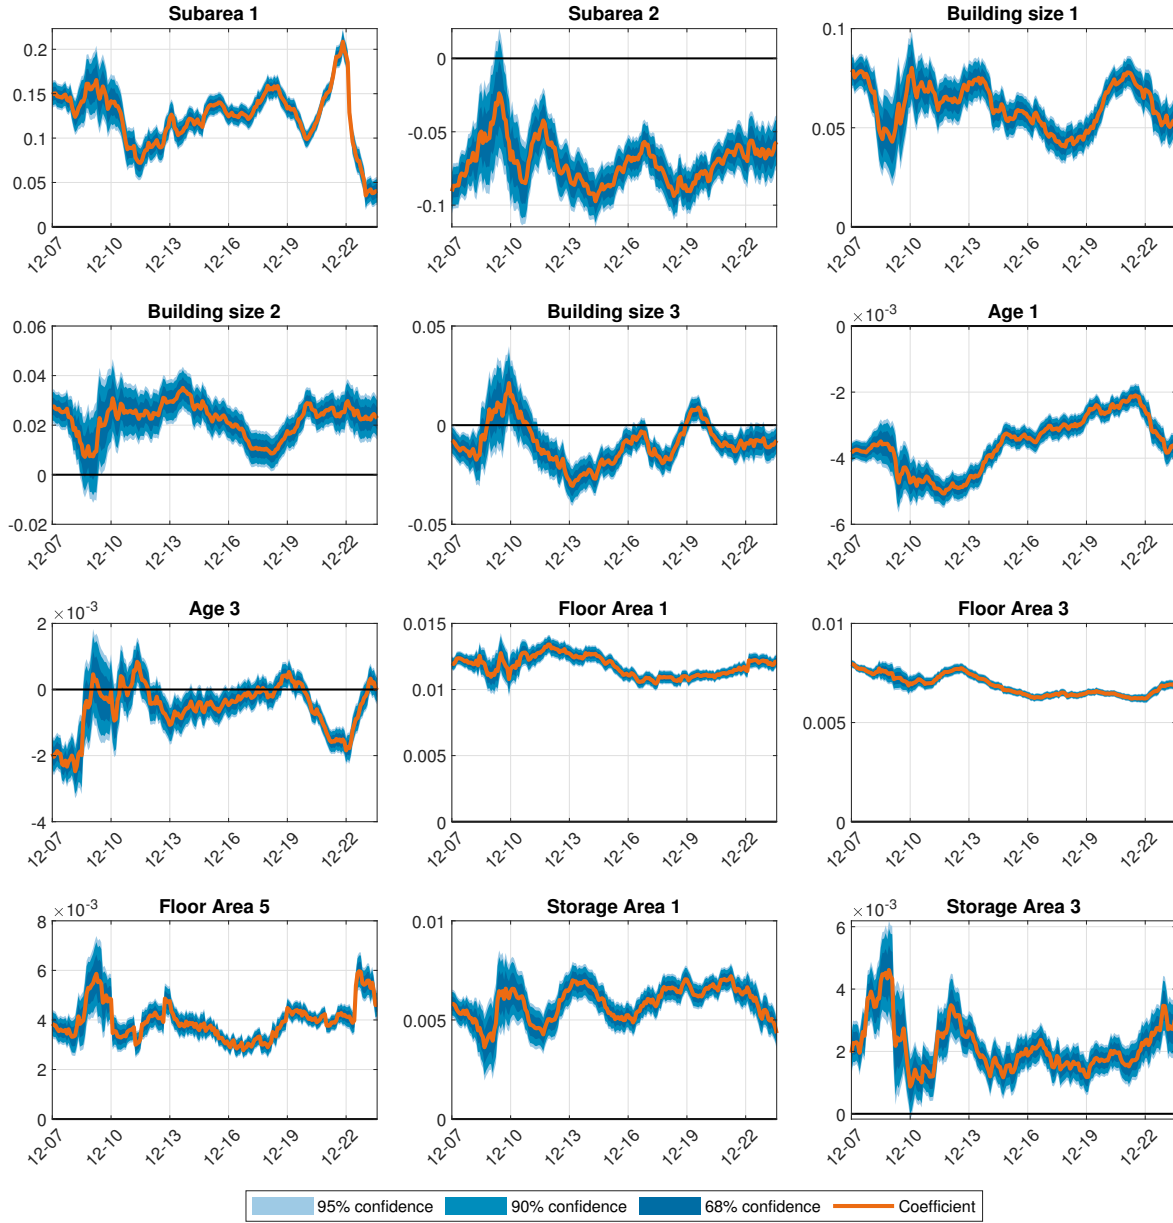 Subarea 1
0.2
0.15
0.1
0.05
0
12-07 12-10 12-13 12-16 12-19 12-22
Subarea 2
0
-0.05
-0.1
12-07 12-10 12-13 12-16 12-19 12-22
Building size 1
0.1
0.05
0
12-07 12-10 12-13 12-16 12-19 12-22
Building size 2
0.06
0.04
0.02
0
-0.02
12-07 12-10 12-13 12-16 12-19 12-22
Building size 3
0.05
0
-0.05
12-07 12-10 12-13 12-16 12-19 12-22
Age 1
×10-3
0
-2
-4
-6
12-07 12-10 12-13 12-16 12-19 12-22
Age 3
×10-3
2
0
-2
-4
12-07 12-10 12-13 12-16 12-19 12-22
Floor Area 1
0.015
0.01
0.005
0
12-07 12-10 12-13 12-16 12-19 12-22
Floor Area 3
0.01
0.005
0
12-07 12-10 12-13 12-16 12-19 12-22
Floor Area 5
×10-3
8
6
4
2
0
12-07 12-10 12-13 12-16 12-19 12-22
Storage Area 1
0.01
0.005
0
12-07 12-10 12-13 12-16 12-19 12-22
Storage Area 3
×10-3
6
4
2
0
12-07 12-10 12-13 12-16 12-19 12-22
95% confidence 90% confidence 68% confidence Coefficient